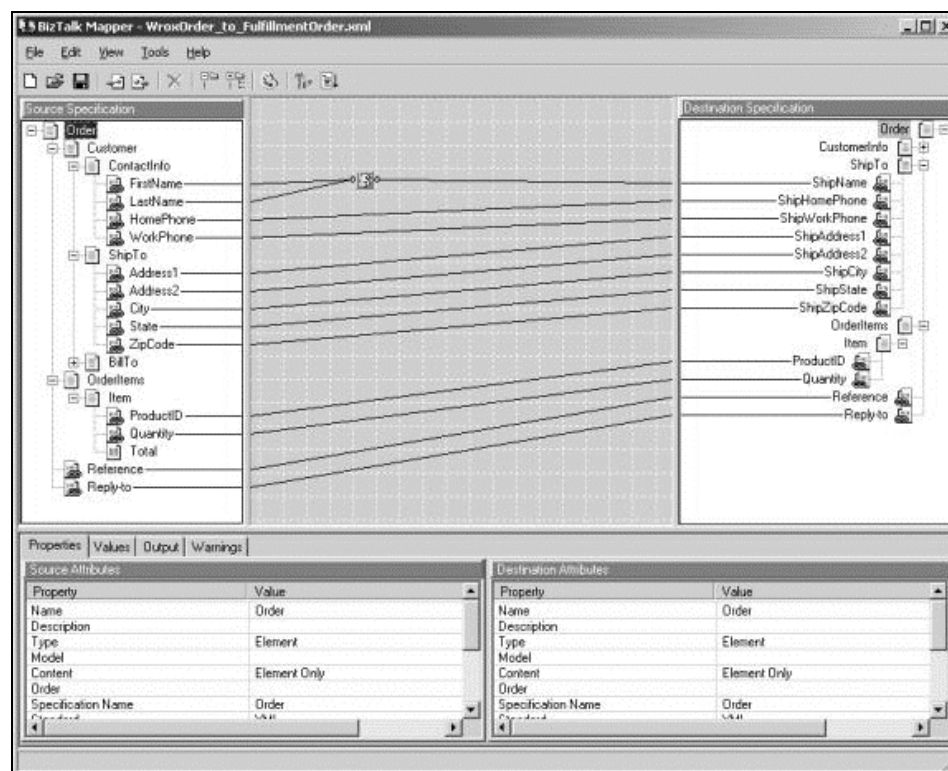 BizTalk Mapper - WroxOrder_to_FulfillmentOrder.xml
File Edit View Tools Help
Source Specification
Order
Customer
ContactInfo
FirstName
LastName
HomePhone
WorkPhone
ShipTo
Address1
Address2
City
State
ZipCode
BillTo
OrderItems
Item
ProductID
Quantity
Total
Reference
Reply-to
Destination Specification
Order
CustomerInfo
ShipTo
ShipName
ShipHomePhone
ShipWorkPhone
ShipAddress1
ShipAddress2
ShipCity
ShipState
ShipZipCode
OrderItems
Item
ProductID
Quantity
Reference
Reply-to
Properties Values Output Warnings
Source Attributes
Property Value
Name Order
Description
Type Element
Model
Content Element Only
Order
Specification Name Order
Standard XML
Destination Attributes
Property Value
Name Order
Description
Type Element
Model
Content Element Only
Order
Specification Name Order
Standard XML